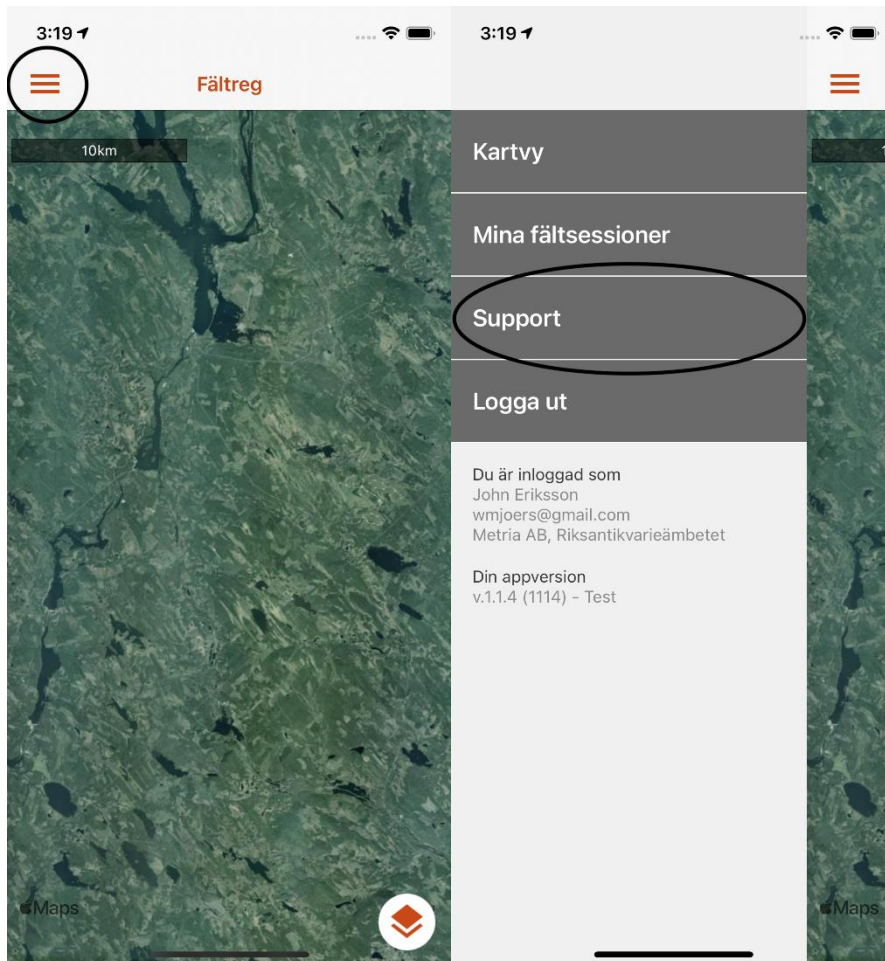 3:19
Fältreg
10km
Maps
3:19
Kartvy
Mina fältsessioner
Support
Logga ut
Du är inloggad som
John Eriksson
wmjoers@gmail.com
Metria AB, Riksantikvarieämbetet
Din appversion
v.1.1.4 (1114) - Test
1
Maps